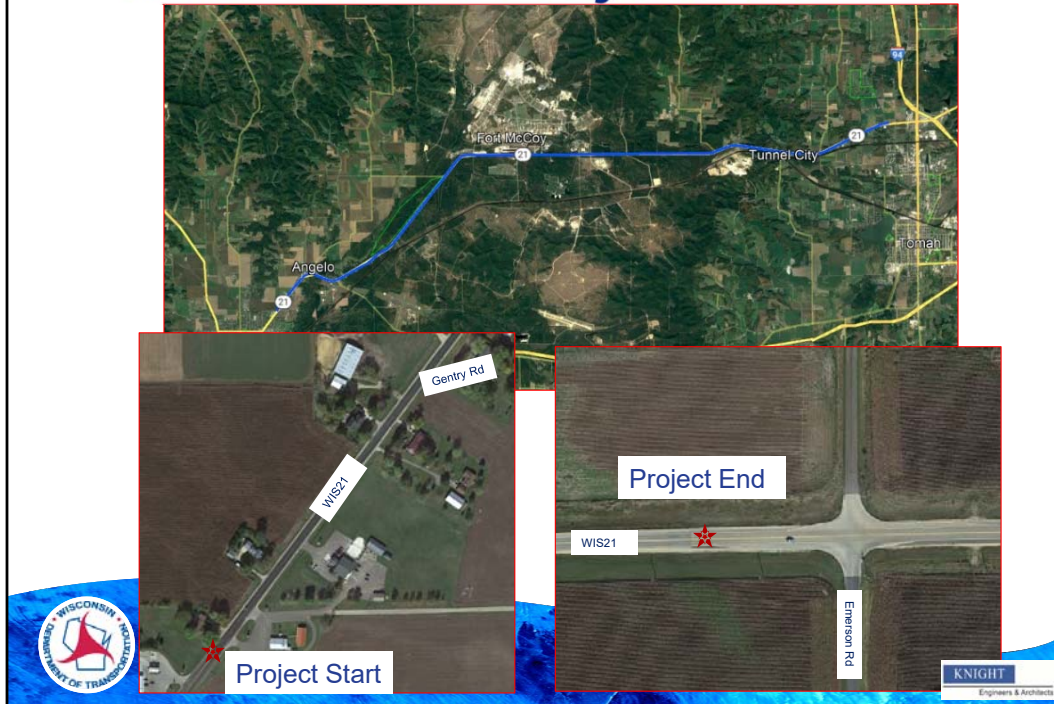 94
Fort McCoy
21
21
Tunnel City
Tomah
Angelo
21
Gentry Rd
WIS21
Project Start
Project End
WIS21
Emerson Rd
WISCONSIN
DEPARTMENT OF TRANSPORTATION
KNIGHT
Engineers & Architects